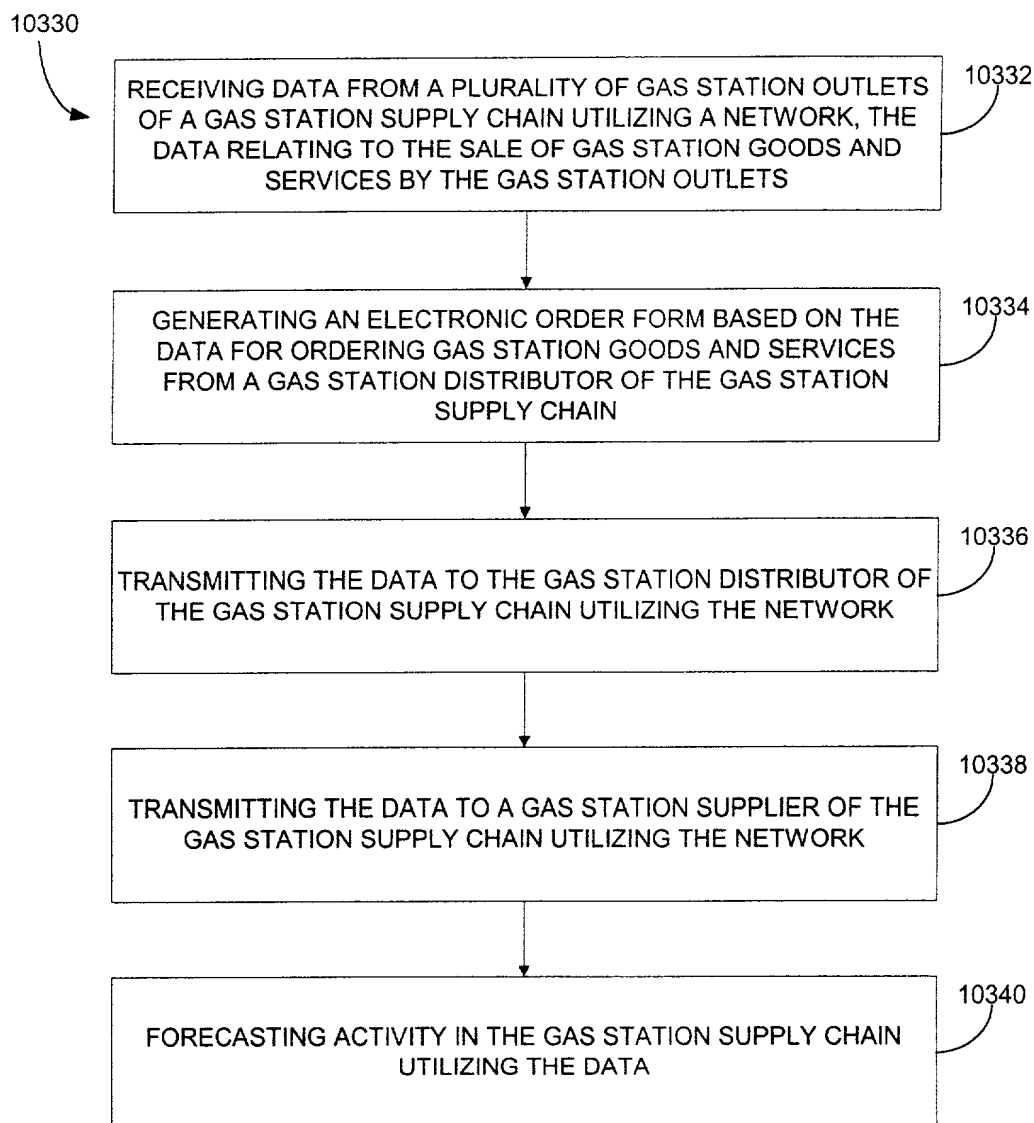 10330
10332
RECEIVING DATA FROM A PLURALITY OF GAS STATION OUTLETS
OF A GAS STATION SUPPLY CHAIN UTILIZING A NETWORK, THE
DATA RELATING TO THE SALE OF GAS STATION GOODS AND
SERVICES BY THE GAS STATION OUTLETS
10334
GENERATING AN ELECTRONIC ORDER FORM BASED ON THE
DATA FOR ORDERING GAS STATION GOODS AND SERVICES
FROM A GAS STATION DISTRIBUTOR OF THE GAS STATION
SUPPLY CHAIN
10336
TRANSMITTING THE DATA TO THE GAS STATION DISTRIBUTOR OF
THE GAS STATION SUPPLY CHAIN UTILIZING THE NETWORK
10338
TRANSMITTING THE DATA TO A GAS STATION SUPPLIER OF THE
GAS STATION SUPPLY CHAIN UTILIZING THE NETWORK
10340
FORECASTING ACTIVITY IN THE GAS STATION SUPPLY CHAIN
UTILIZING THE DATA